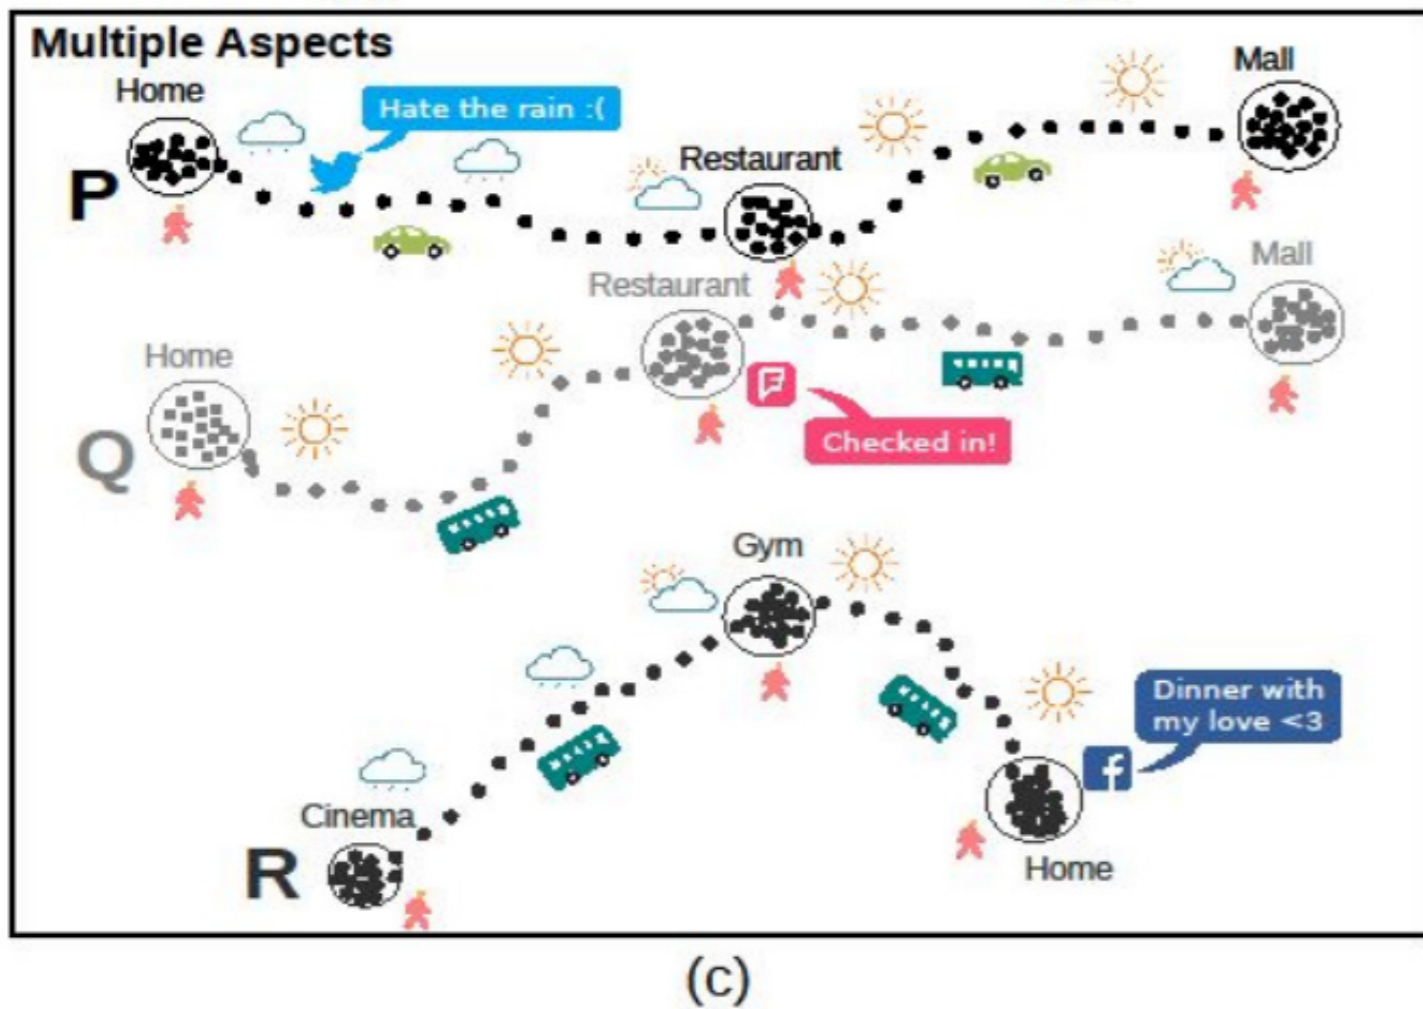 Multiple Aspects
Home
Hate the rain :(
Mall
Restaurant
P
Restaurant
Mall
Home
Q
Checked in!
Gym
Dinner with
my love <3
Cinema
R
Home
(c)